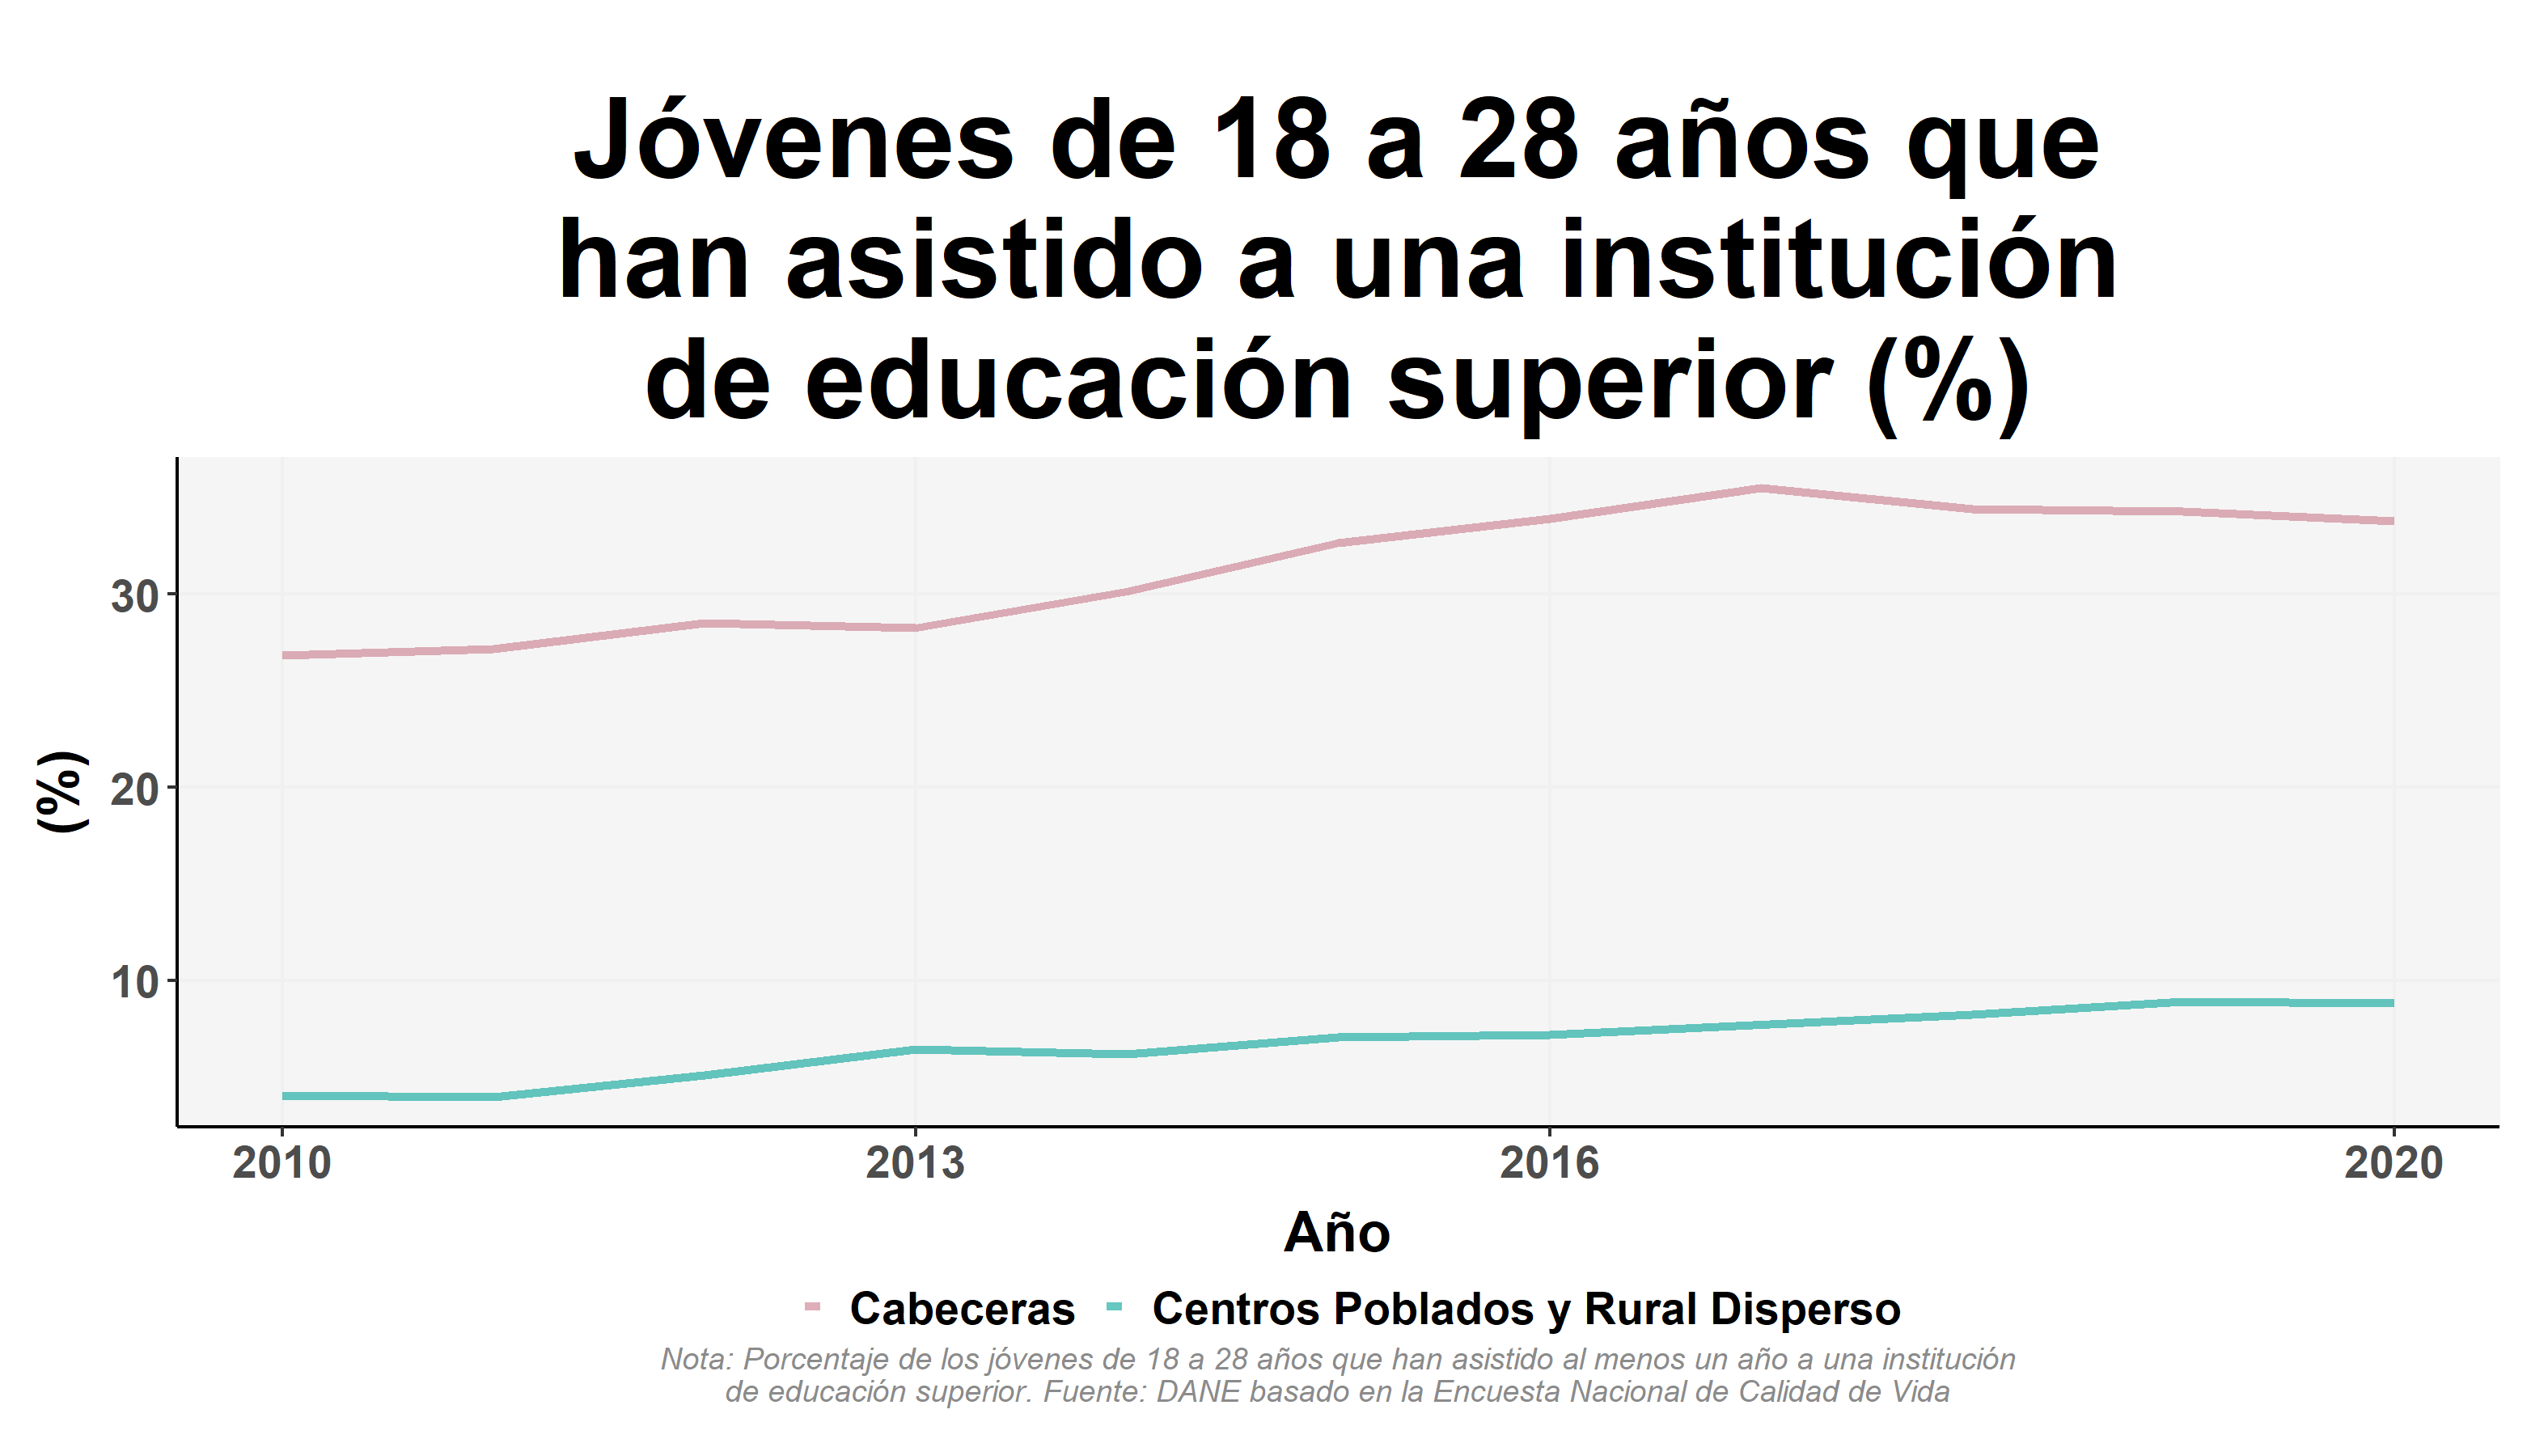 Jóvenes de 18 a 28 años que
han asistido a una institución
de educación superior (%)
(%)
30
20
10
2010 2013 2016 2020
Año
Cabeceras Centros Poblados y Rural Disperso
Nota: Porcentaje de los jóvenes de 18 a 28 años que han asistido al menos un año a una institución
de educación superior. Fuente: DANE basado en la Encuesta Nacional de Calidad de Vida